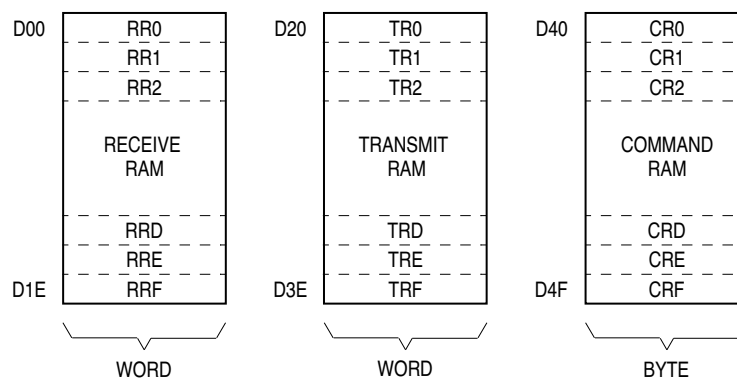 D00 RR0 D20 TR0 D40 CR0
RR1 TR1 CR1
RR2 TR2 CR2
RECEIVE TRANSMIT COMMAND
RAM RAM RAM
RRD TRD CRD
RRE TRE CRE
D1E RRF D3E TRF D4F CRF
WORD WORD BYTE